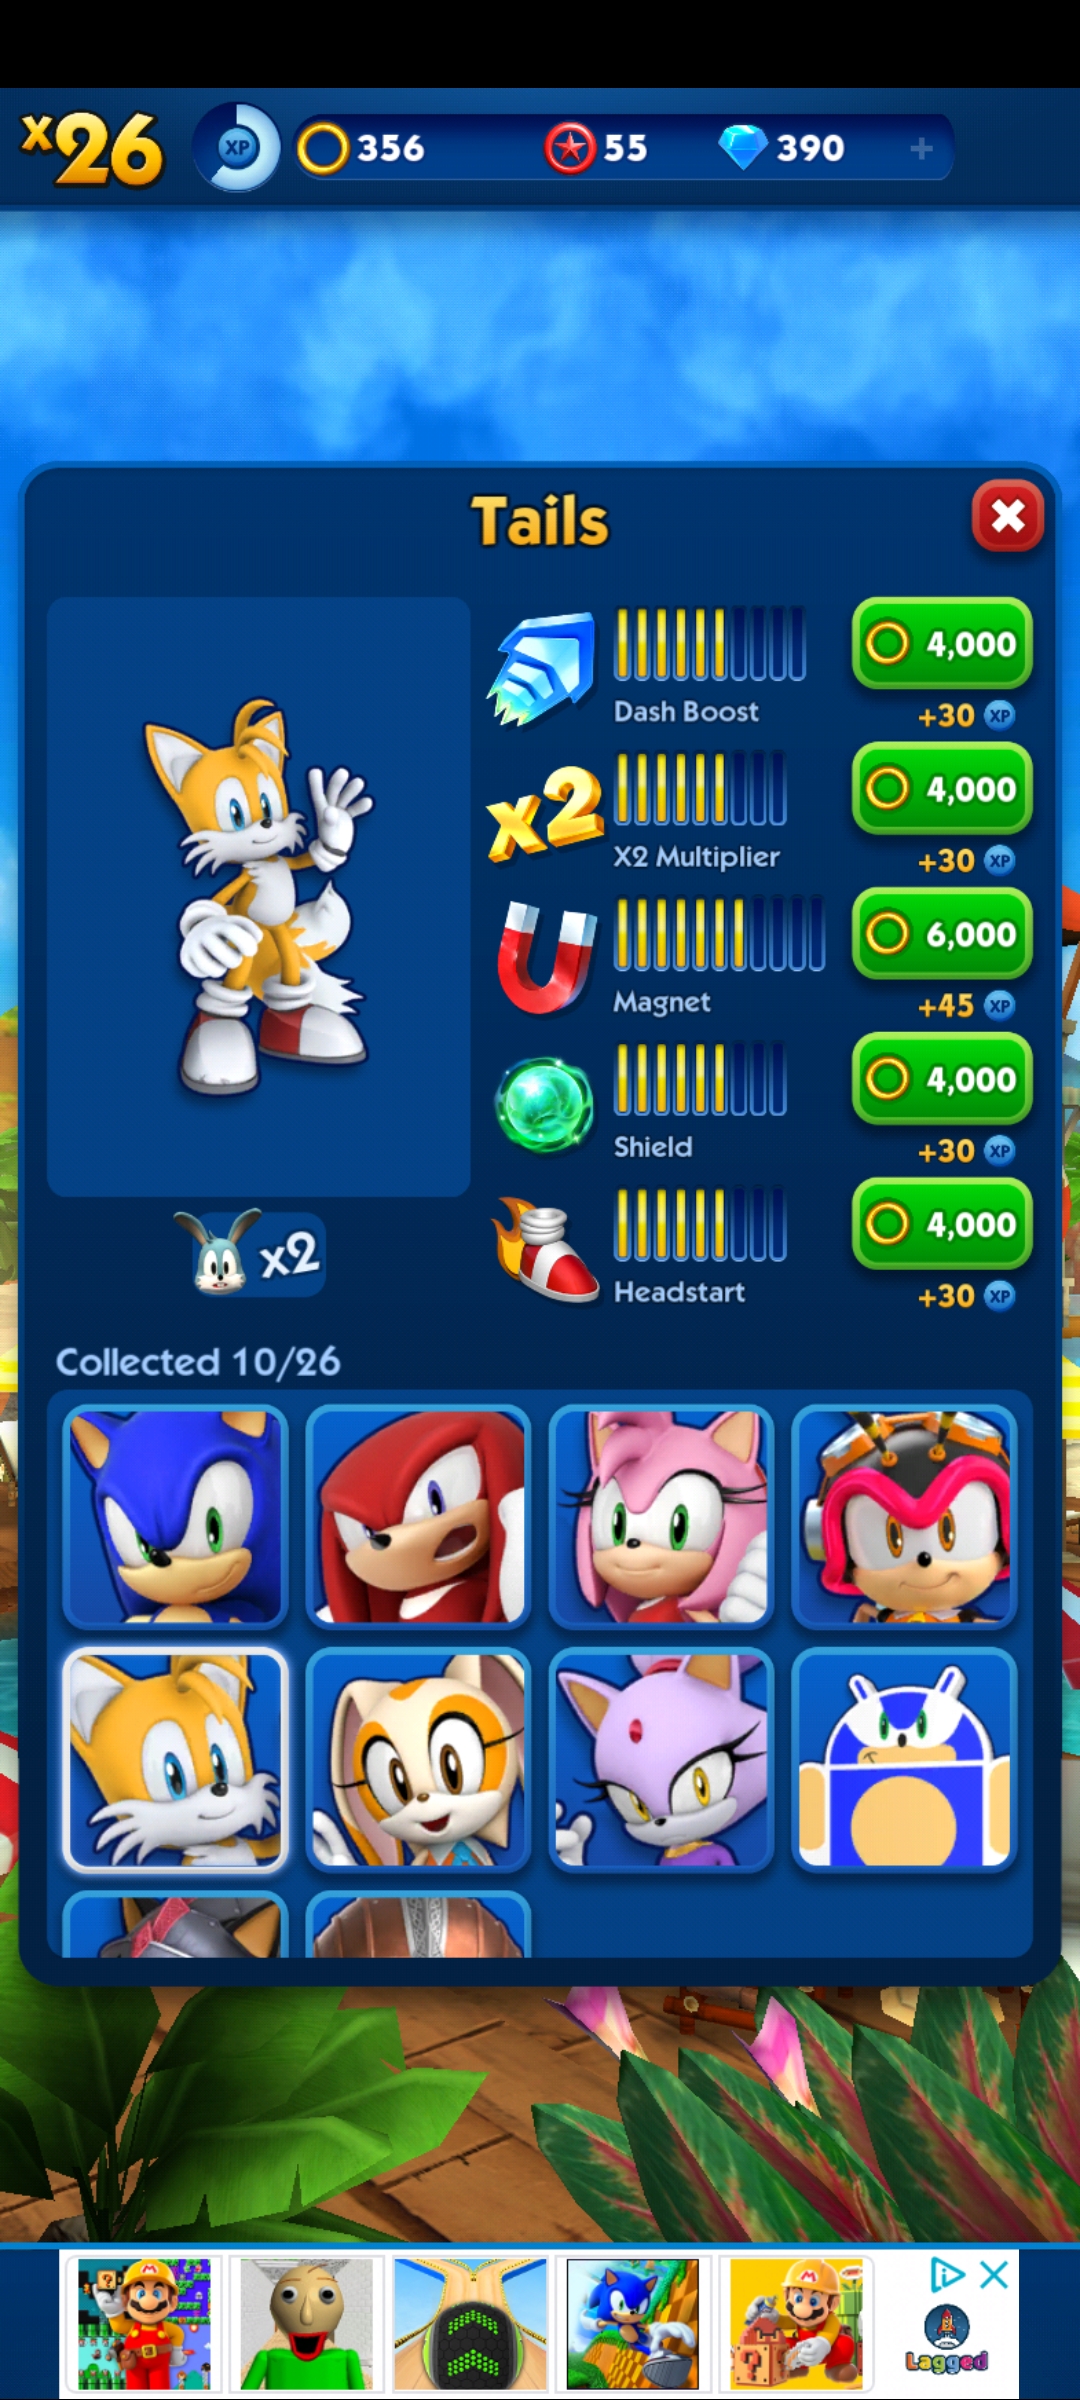 x26
XP
356
55
390
+
Tails
4,000
Dash Boost
+30 XP
x2
4,000
X2 Multiplier
+30 XP
6,000
Magnet
+45 XP
4,000
Shield
+30 XP
x2
4,000
Headstart
+30 XP
Collected 10/26
Lagged